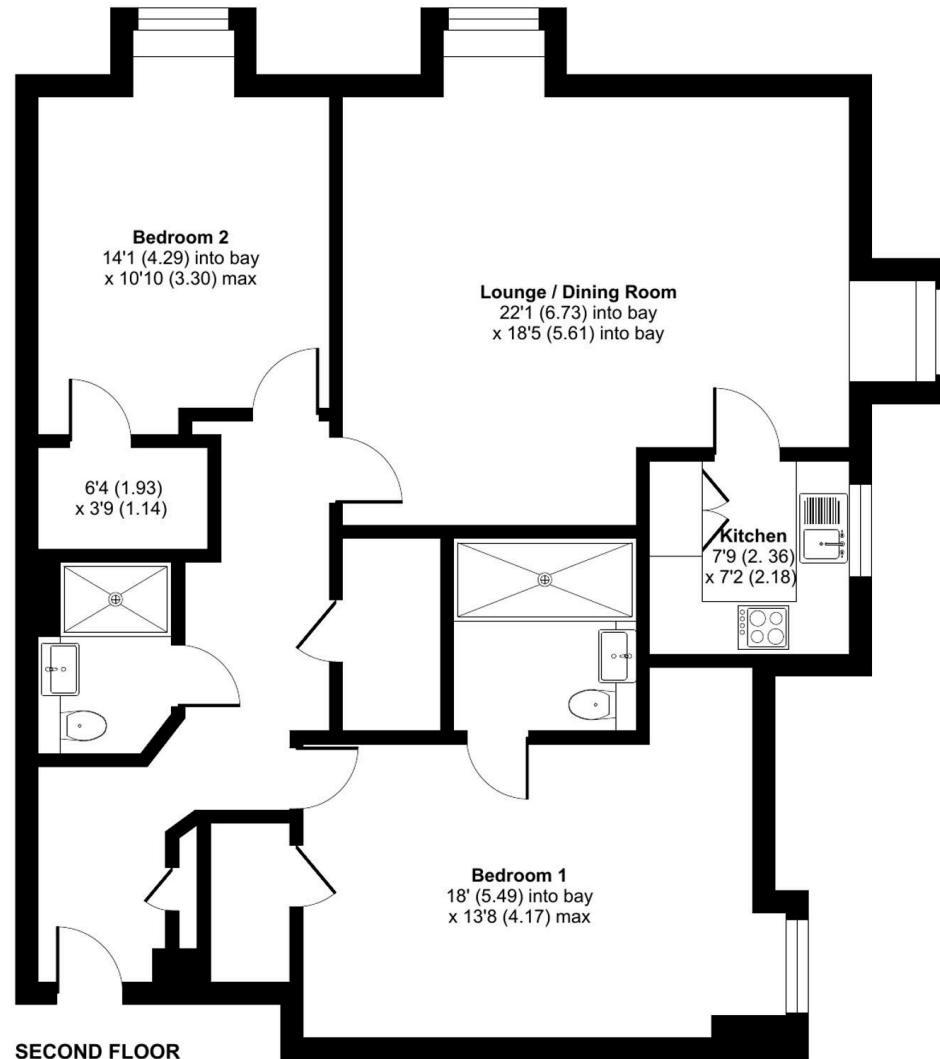 Bedroom 2
14'1 (4.29) into bay
x 10'10 (3.30) max
Lounge / Dining Room
22'1 (6.73) into bay
x 18'5 (5.61) into bay
6'4 (1.93)
x 3'9 (1.14)
Kitchen
7'9 (2. 36)
x 7'2 (2.18)
Bedroom 1
18' (5.49) into bay
x 13'8 (4.17) max
SECOND FLOOR